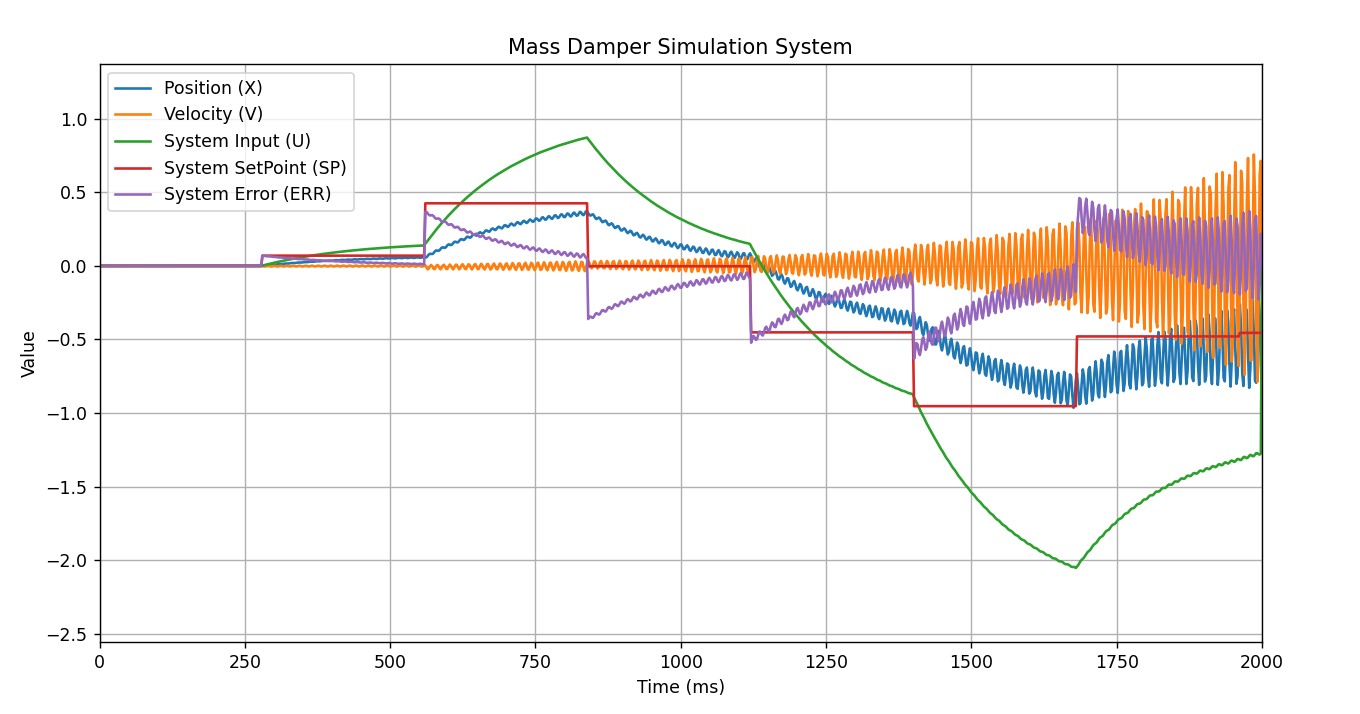 Mass Damper Simulation System
Position (X)
Velocity (V)
System Input (U)
System SetPoint (SP)
System Error (ERR)
1.0
0.5
0.0
−0.5
−1.0
−1.5
−2.0
−2.5
Value
0 250 500 750 1000 1250 1500 1750 2000
Time (ms)